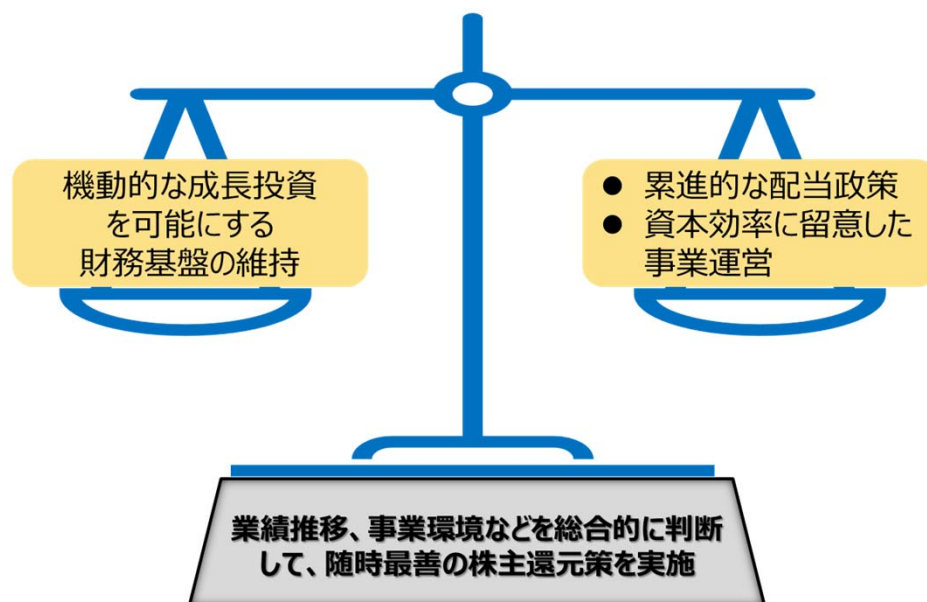 機動的な成長投資
を可能にする
財務基盤の維持
● 累進的な配当政策
● 資本効率に留意した
事業運営
業績推移、事業環境などを総合的に判断
して、随時最善の株主還元策を実施